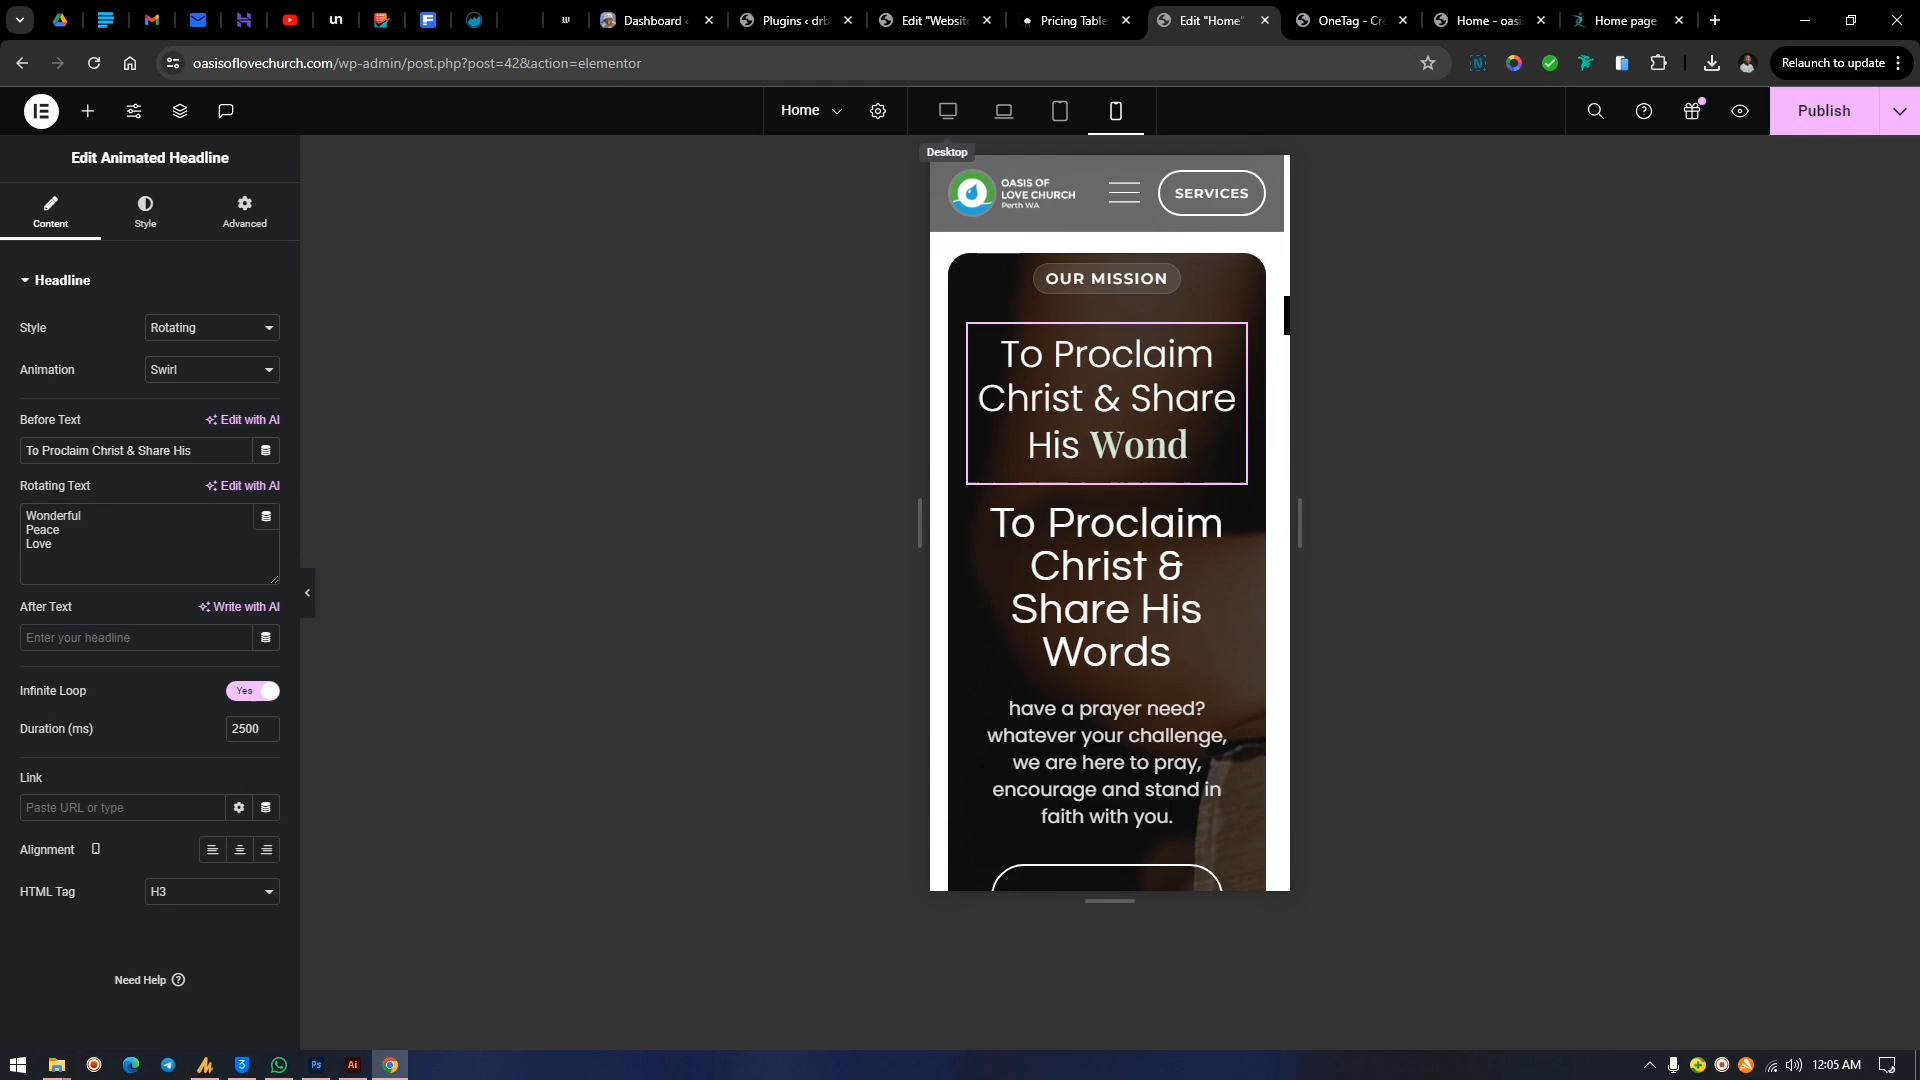 Dashboard ‹
Plugins ‹ drb
Edit "Website
Pricing Table
Edit "Home"
OneTag - Cr
Home - oasi
Home page
oasisoflovechurch.com/wp-admin/post.php?post=42&action=elementor
Relaunch to update
Home
Publish
Desktop
Edit Animated Headline
Content
Style
Advanced
Headline
Style
Rotating
Animation
Swirl
Before Text
Edit with AI
To Proclaim Christ & Share His
Rotating Text
Edit with AI
Wonderful
Peace
Love
After Text
Write with AI
Enter your headline
Infinite Loop
Yes
Duration (ms)
2500
Link
Paste URL or type
Alignment
HTML Tag
H3
Need Help
OASIS OF
LOVE CHURCH
Perth WA
SERVICES
OUR MISSION
To Proclaim
Christ & Share
His Wond
To Proclaim
Christ &
Share His
Words
have a prayer need?
whatever your challenge,
we are here to pray,
encourage and stand in
faith with you.
Ps
Ai
12:05 AM